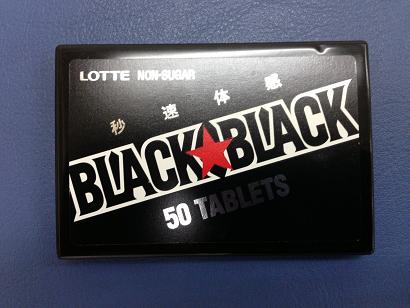 LOTTE NON-SUGAR
秒速体感
BLACK★BLACK
50 TABLETS